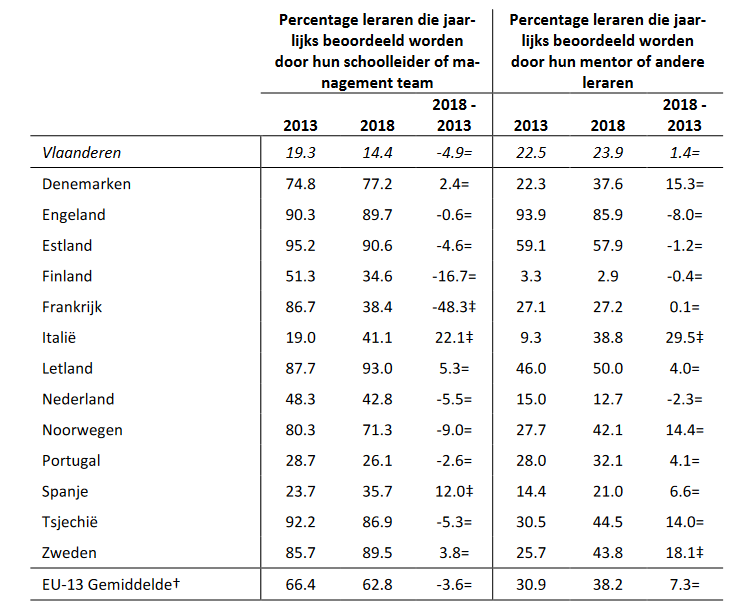 Percentage leraren die jaar- Percentage leraren die jaar-
lijks beoordeeld worden lijks beoordeeld worden
door hun schoolleider of ma- door hun mentor of andere
nagement team leraren
2013 2018 2018 - 2013 2013 2018 2018 - 2013
Vlaanderen 19.3 14.4 -4.9= 22.5 23.9 1.4=
Denemarken 74.8 77.2 2.4= 22.3 37.6 15.3=
Engeland 90.3 89.7 -0.6= 93.9 85.9 -8.0=
Estland 95.2 90.6 -4.6= 59.1 57.9 -1.2=
Finland 51.3 34.6 -16.7= 3.3 2.9 -0.4=
Frankrijk 86.7 38.4 -48.3‡ 27.1 27.2 0.1=
Italië 19.0 41.1 22.1‡ 9.3 38.8 29.5‡
Letland 87.7 93.0 5.3= 46.0 50.0 4.0=
Nederland 48.3 42.8 -5.5= 15.0 12.7 -2.3=
Noorwegen 80.3 71.3 -9.0= 27.7 42.1 14.4=
Portugal 28.7 26.1 -2.6= 28.0 32.1 4.1=
Spanje 23.7 35.7 12.0‡ 14.4 21.0 6.6=
Tsjechië 92.2 86.9 -5.3= 30.5 44.5 14.0=
Zweden 85.7 89.5 3.8= 25.7 43.8 18.1‡
EU-13 Gemiddelde† 66.4 62.8 -3.6= 30.9 38.2 7.3=